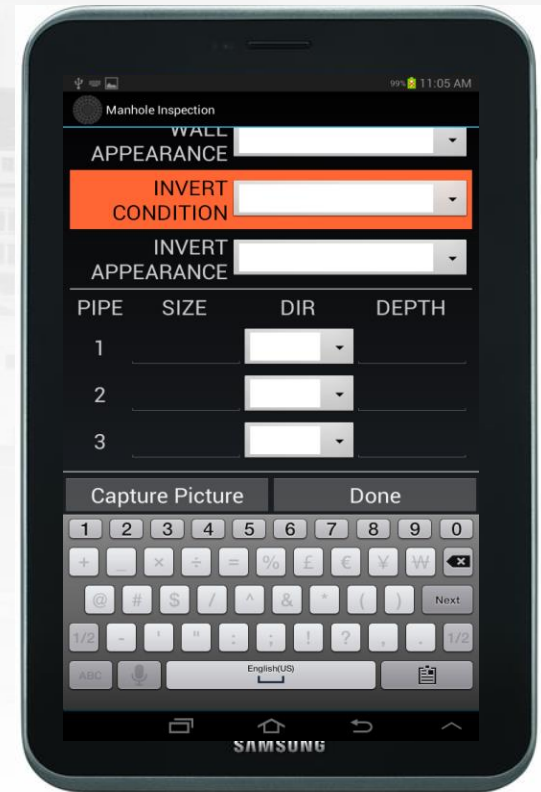 99% 11:05 AM
Manhole Inspection
WALL
APPEARANCE
INVERT
CONDITION
INVERT
APPEARANCE
PIPE SIZE DIR DEPTH
1
2
3
Capture Picture Done
1 2 3 4 5 6 7 8 9 0
+ _ × ÷ = % £ € ¥ ₩
@ # $ / ^ & * ( ) Next
1/2 - ' " : ; ! ? , . 1/2
ABC English(US)
SAMSUNG